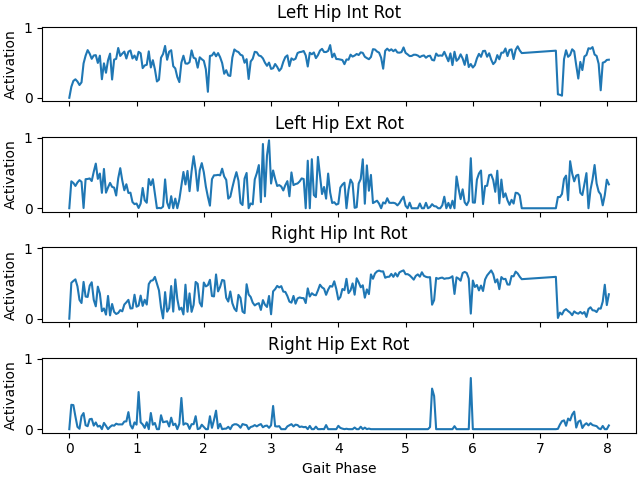 Left Hip Int Rot
1
0
Activation
Left Hip Ext Rot
1
0
Activation
Right Hip Int Rot
1
0
Activation
Right Hip Ext Rot
1
0
Activation
0 1 2 3 4 5 6 7 8
Gait Phase